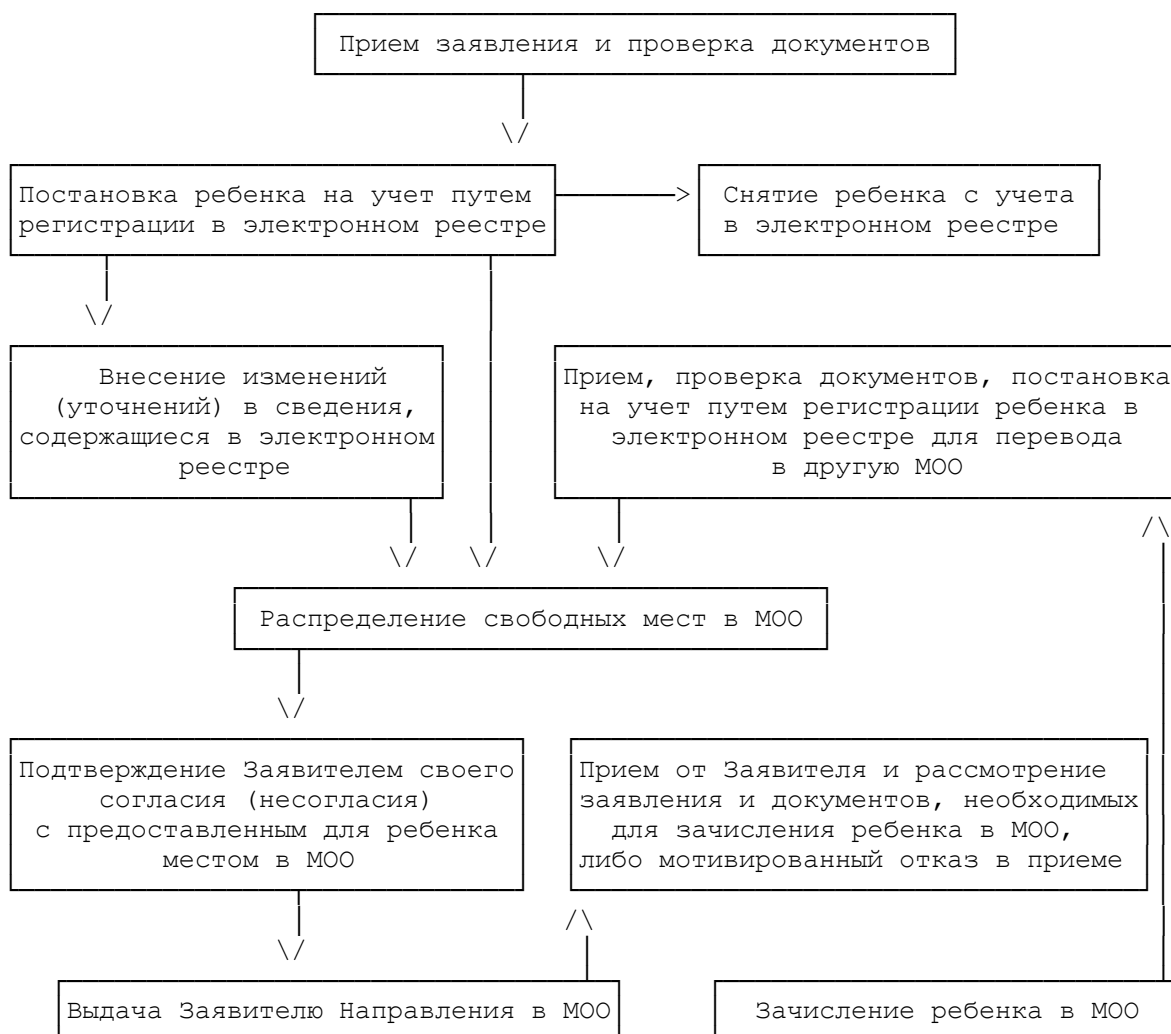 Прием заявления и проверка документов
Постановка ребенка на учет путем
регистрации в электронном реестре
Снятие ребенка с учета
в электронном реестре
Внесение изменений
(уточнений) в сведения,
содержащиеся в электронном
реестре
Прием, проверка документов, постановка
на учет путем регистрации ребенка в
электронном реестре для перевода
в другую МОО
Распределение свободных мест в МОО
Подтверждение Заявителем своего
согласия (несогласия)
с предоставленным для ребенка
местом в МОО
Прием от Заявителя и рассмотрение
заявления и документов, необходимых
для зачисления ребенка в МОО,
либо мотивированный отказ в приеме
Выдача Заявителю Направления в МОО
Зачисление ребенка в МОО